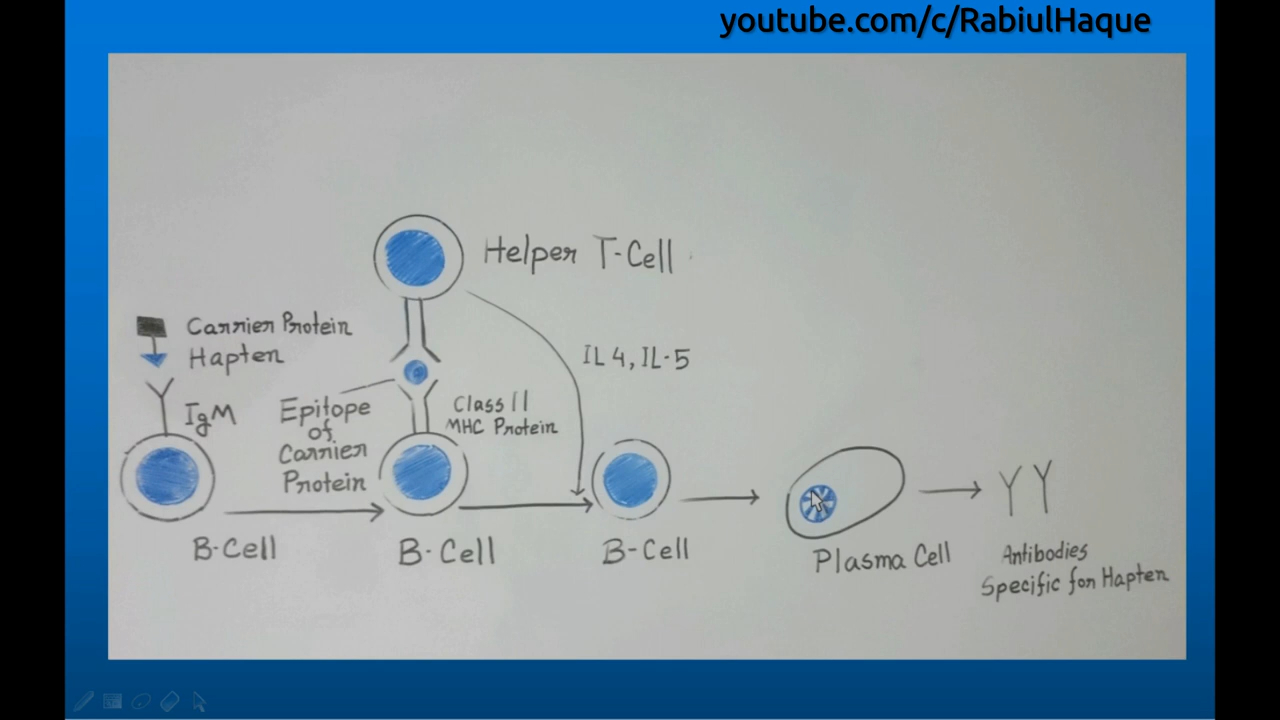 youtube.com/c/RabiulHaque
Helper T-Cell
Carrier Protein
Hapten
IL 4, IL-5
IgM
Epitope
of
Carrier
Protein
Class II
MHC Protein
B-Cell
B-Cell
B-Cell
Plasma Cell
Antibodies
Specific for Hapten